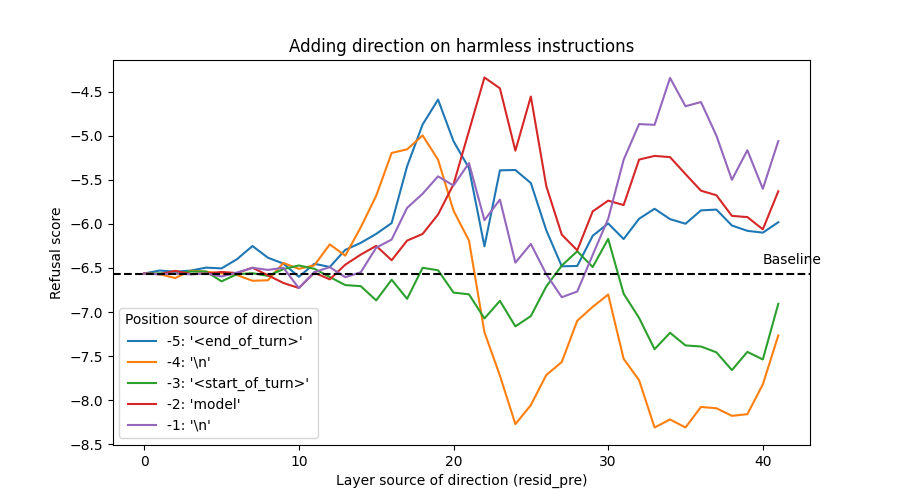 Adding direction on harmless instructions
Refusal score
−4.5
−5.0
−5.5
−6.0
−6.5
−7.0
−7.5
−8.0
−8.5
Baseline
Position source of direction
-5: '<end_of_turn>'
-4: '\n'
-3: '<start_of_turn>'
-2: 'model'
-1: '\n'
0 10 20 30 40
Layer source of direction (resid_pre)